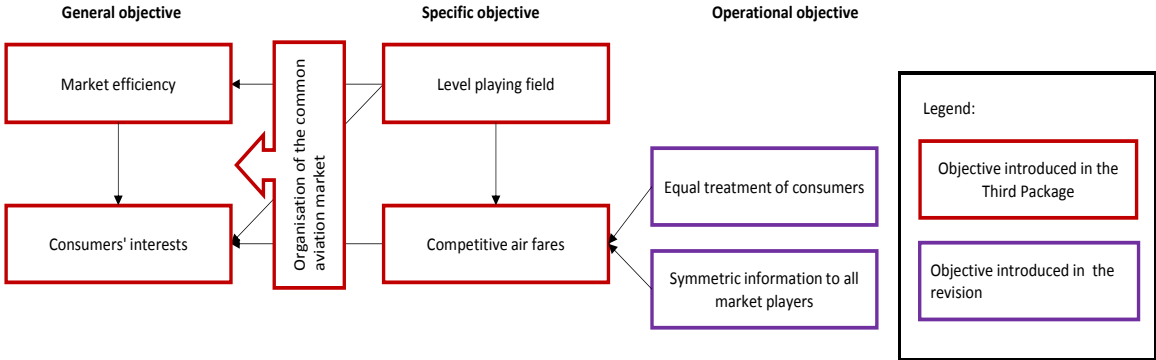 General objective
Specific objective
Operational objective
Market efficiency
Organisation of the common
aviation market
Level playing field
Consumers' interests
Competitive air fares
Equal treatment of consumers
Symmetric information to all
market players
Legend:
Objective introduced in the
Third Package
Objective introduced in the
revision